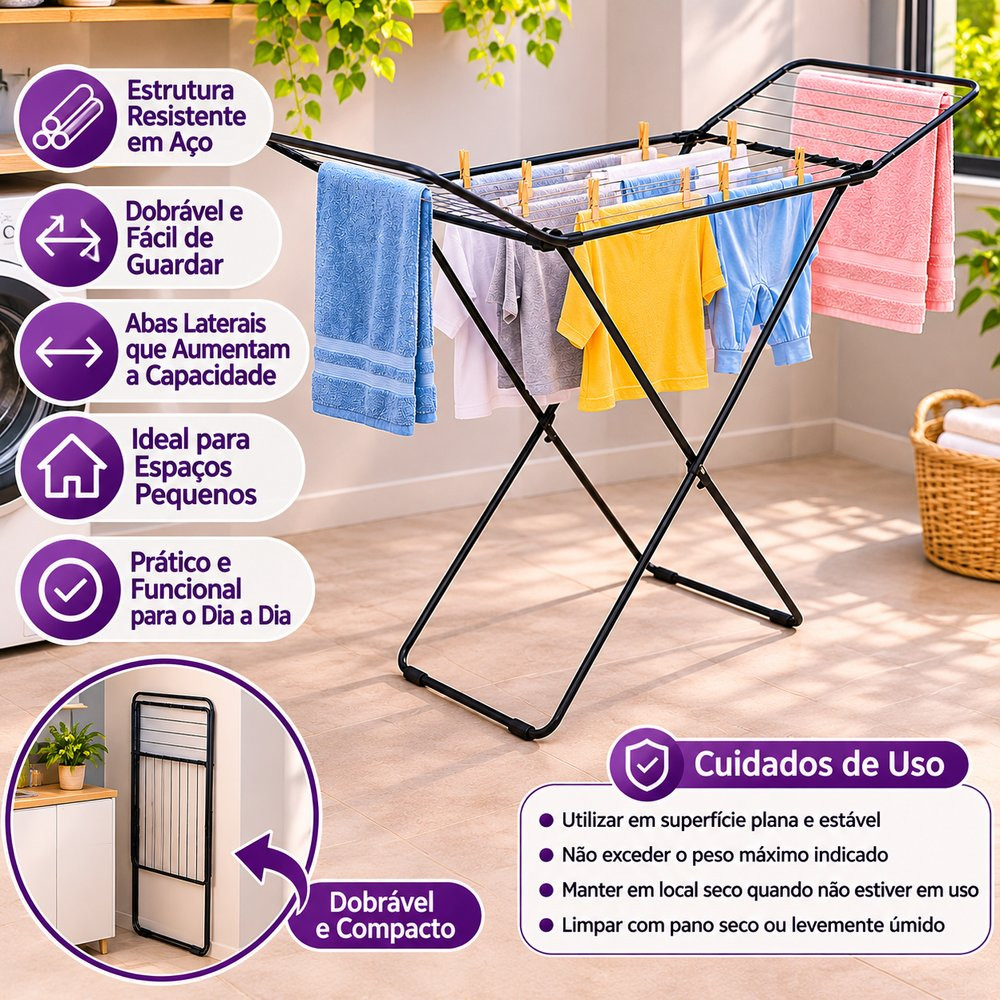 Estrutura
Resistente
em Aço
Dobrável e
Fácil de
Guardar
Abas Laterais
que Aumentam
a Capacidade
Ideal para
Espaços
Pequenos
Prático e
Funcional
para o Dia a Dia
Dobrável
e Compacto
Cuidados de Uso
Utilizar em superfície plana e estável
Não exceder o peso máximo indicado
Manter em local seco quando não estiver em uso
Limpar com pano seco ou levemente úmido